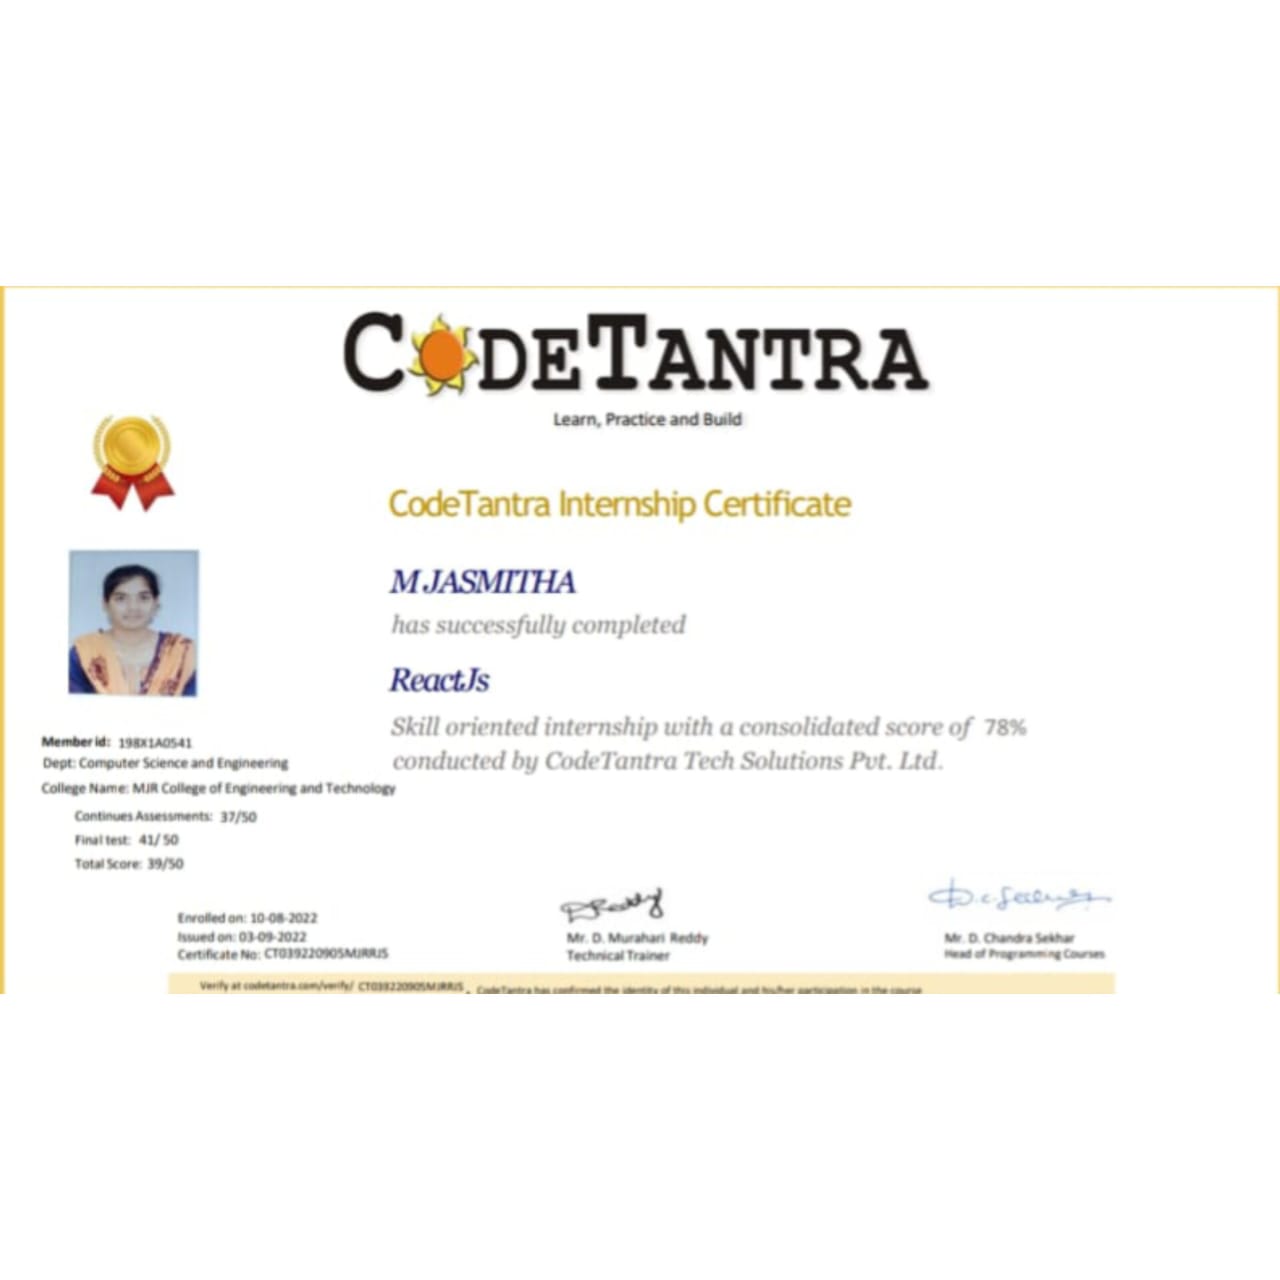 CODETANTRA
Learn, Practice and Build
CodeTantra Internship Certificate
M JASMITHA
has successfully completed
ReactJs
Skill oriented internship with a consolidated score of 78%
conducted by CodeTantra Tech Solutions Pvt. Ltd.
Member id: 198X1A0541
Dept: Computer Science and Engineering
College Name: MJR College of Engineering and Technology
Continues Assessments: 37/50
Final test: 41/ 50
Total Score: 39/50
Enrolled on: 10-08-2022
Issued on: 03-09-2022
Certificate No: CT039220905MJRRJS
DReddy
Mr. D. Murahari Reddy
Technical Trainer
Mr. D. Chandra Sekhar
Head of Programming Courses
Verify at codetantra.com/verify/ CT039220905MJRRJS . CodeTantra has confirmed the identity of this individual and his/her participation in the course